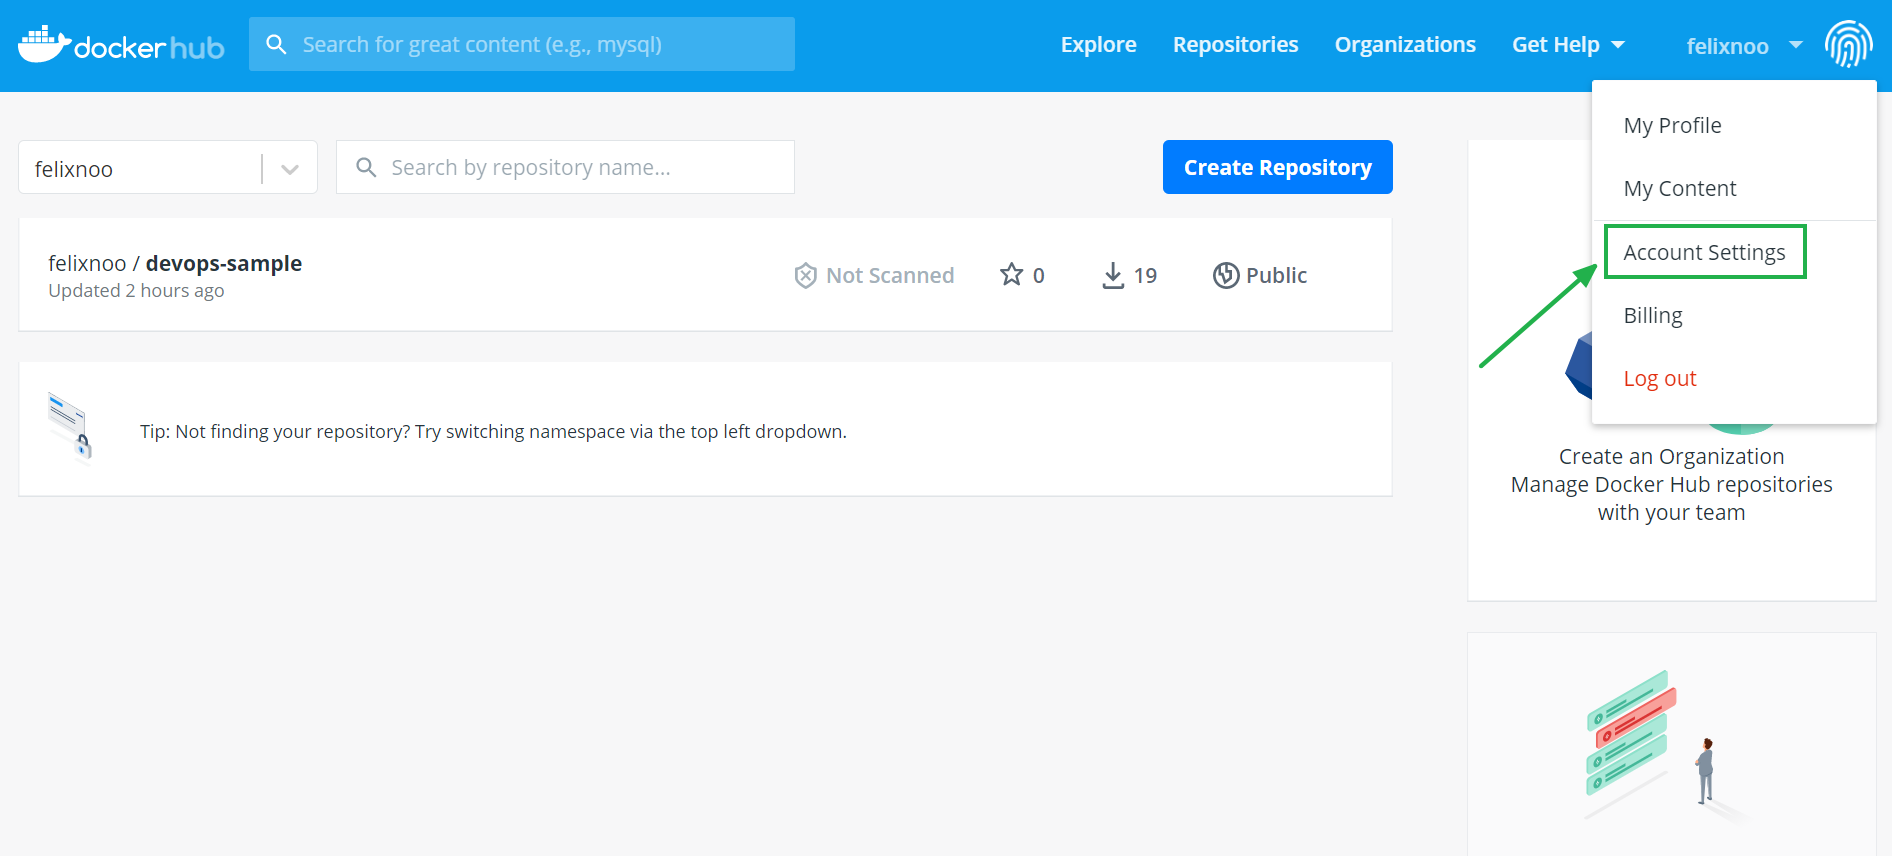 docker hub
Search for great content (e.g., mysql)
Explore
Repositories
Organizations
Get Help
felixnoo
My Profile
My Content
Account Settings
Billing
Log out
felixnoo
Search by repository name...
Create Repository
felixnoo / devops-sample
Updated 2 hours ago
Not Scanned
0
19
Public
Tip: Not finding your repository? Try switching namespace via the top left dropdown.
Create an Organization
Manage Docker Hub repositories
with your team